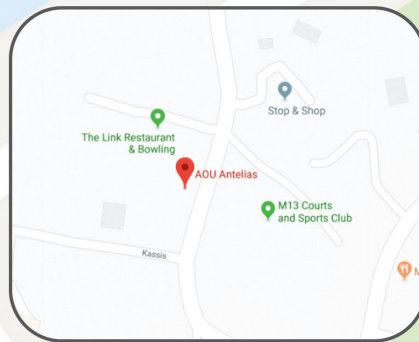 Stop & Shop
The Link Restaurant
& Bowling
AOU Antelias
M13 Courts
and Sports Club
Kassis
M